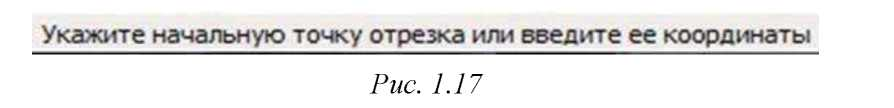 Укажите начальную точку отрезка или введите ее координаты
Рис. 1.17